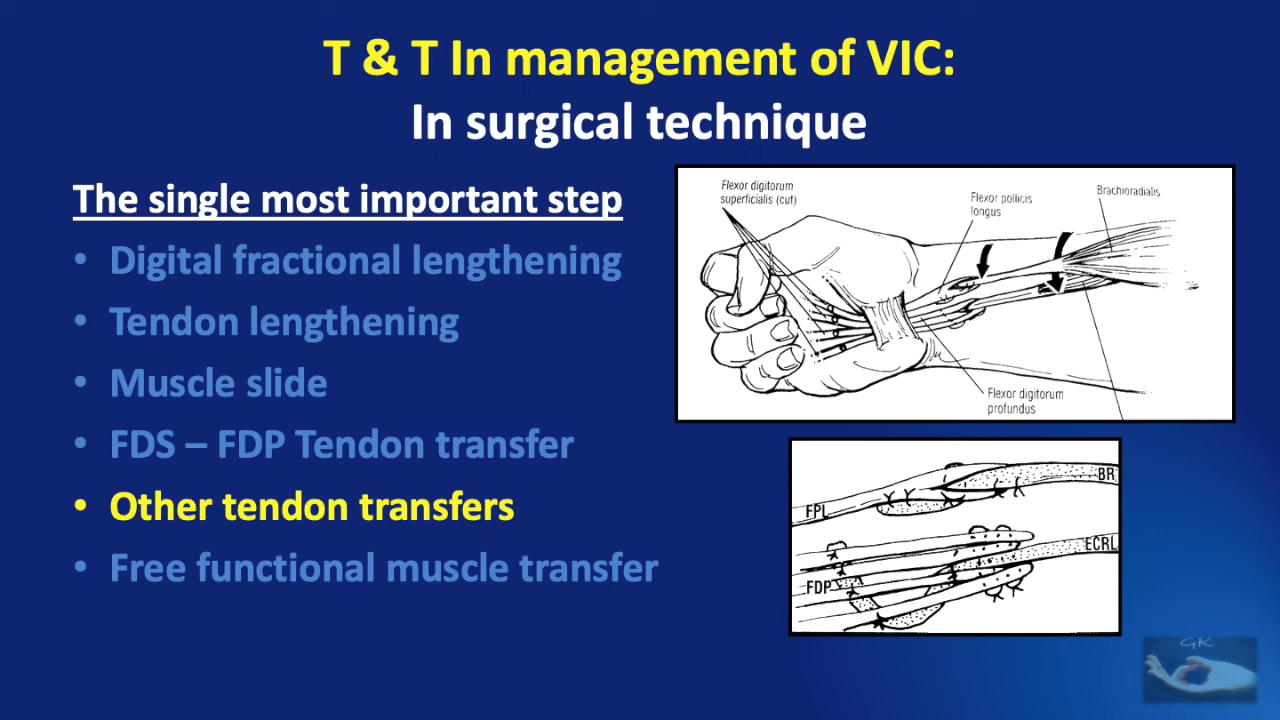 T & T In management of VIC:
In surgical technique
The single most important step
• Digital fractional lengthening
• Tendon lengthening
• Muscle slide
• FDS – FDP Tendon transfer
• Other tendon transfers
• Free functional muscle transfer
Flexor digitorum
superficialis (cut)
Flexor pollicis
longus
Brachioradialis
Flexor digitorum
profundus
BR
FPL
ECRL
FDP
GK